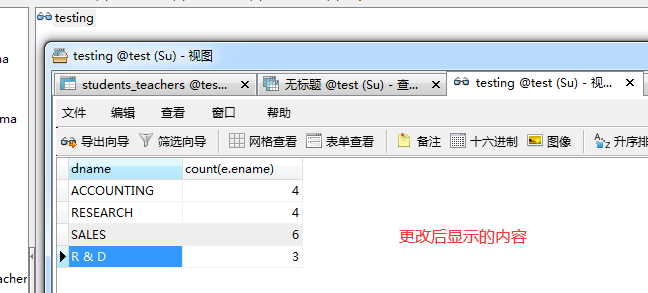 testing
ma
ma
acher
testing @test (Su) - 视图
students_teachers @tes...
无标题 @test (Su) - 查...
testing @test (Su) - 视...
文件 编辑 查看 窗口 帮助
导出向导 筛选向导 网格查看 表单查看 备注 十六进制 图像 升序排
dname count(e.ename)
ACCOUNTING 4
RESEARCH 4
SALES 6
R & D 3
更改后显示的内容